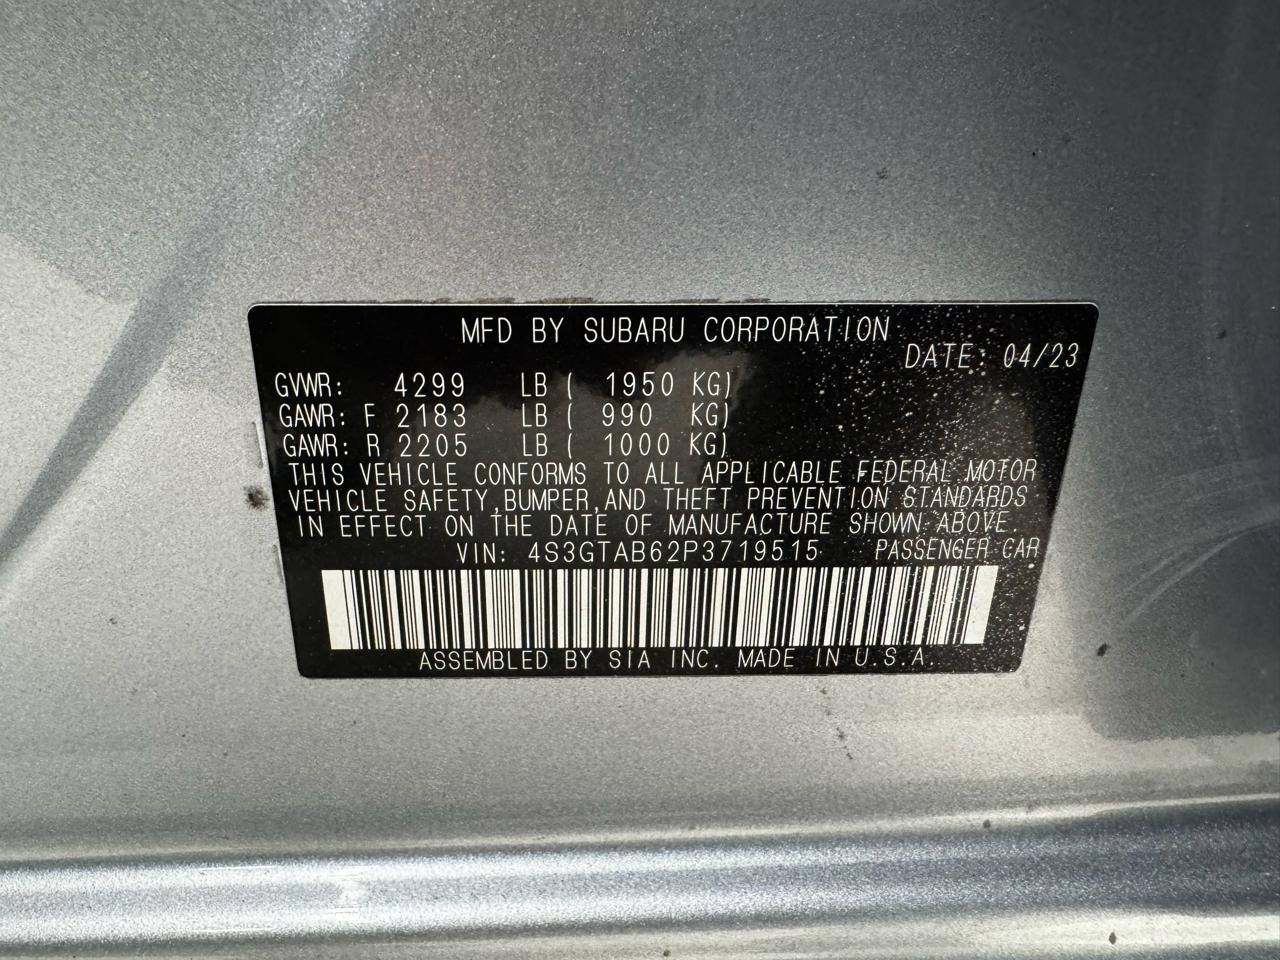 MFD BY SUBARU CORPORATION
DATE: 04/23
GVWR: 4299 LB ( 1950 KG)
GAWR: F 2183 LB ( 990 KG)
GAWR: R 2205 LB ( 1000 KG)
THIS VEHICLE CONFORMS TO ALL APPLICABLE FEDERAL MOTOR
VEHICLE SAFETY,BUMPER,AND THEFT PREVENTION STANDARDS
IN EFFECT ON THE DATE OF MANUFACTURE SHOWN ABOVE.
VIN: 4S3GTAB62P3719515 PASSENGER CAR
ASSEMBLED BY SIA INC. MADE IN U.S.A.